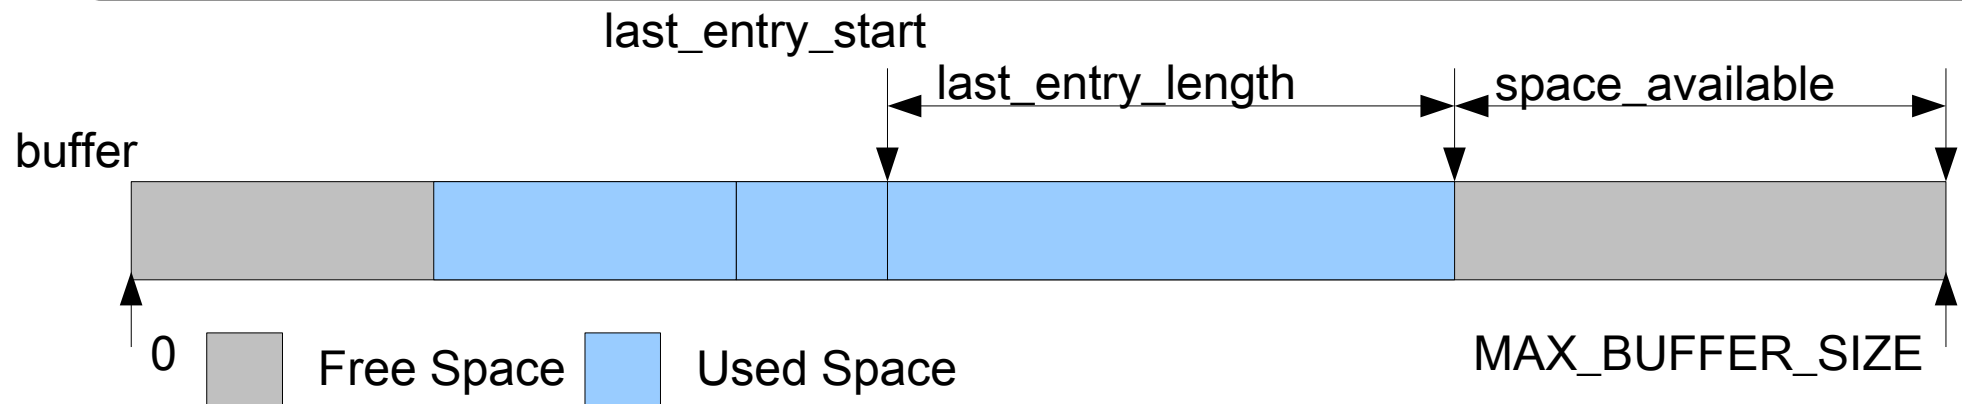 last_entry_start
last_entry_length
space_available
buffer
0
Free Space
Used Space
MAX_BUFFER_SIZE